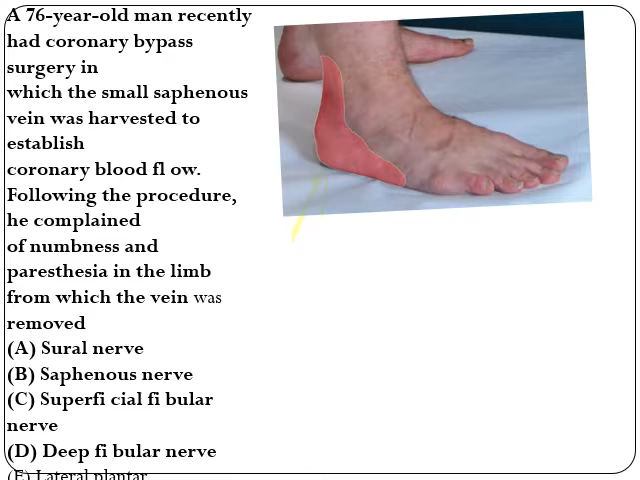 A 76-year-old man recently
had coronary bypass
surgery in
which the small saphenous
vein was harvested to
establish
coronary blood fl ow.
Following the procedure,
he complained
of numbness and
paresthesia in the limb
from which the vein was
removed
(A) Sural nerve
(B) Saphenous nerve
(C) Superfi cial fi bular
nerve
(D) Deep fi bular nerve
(E) Lateral plantar